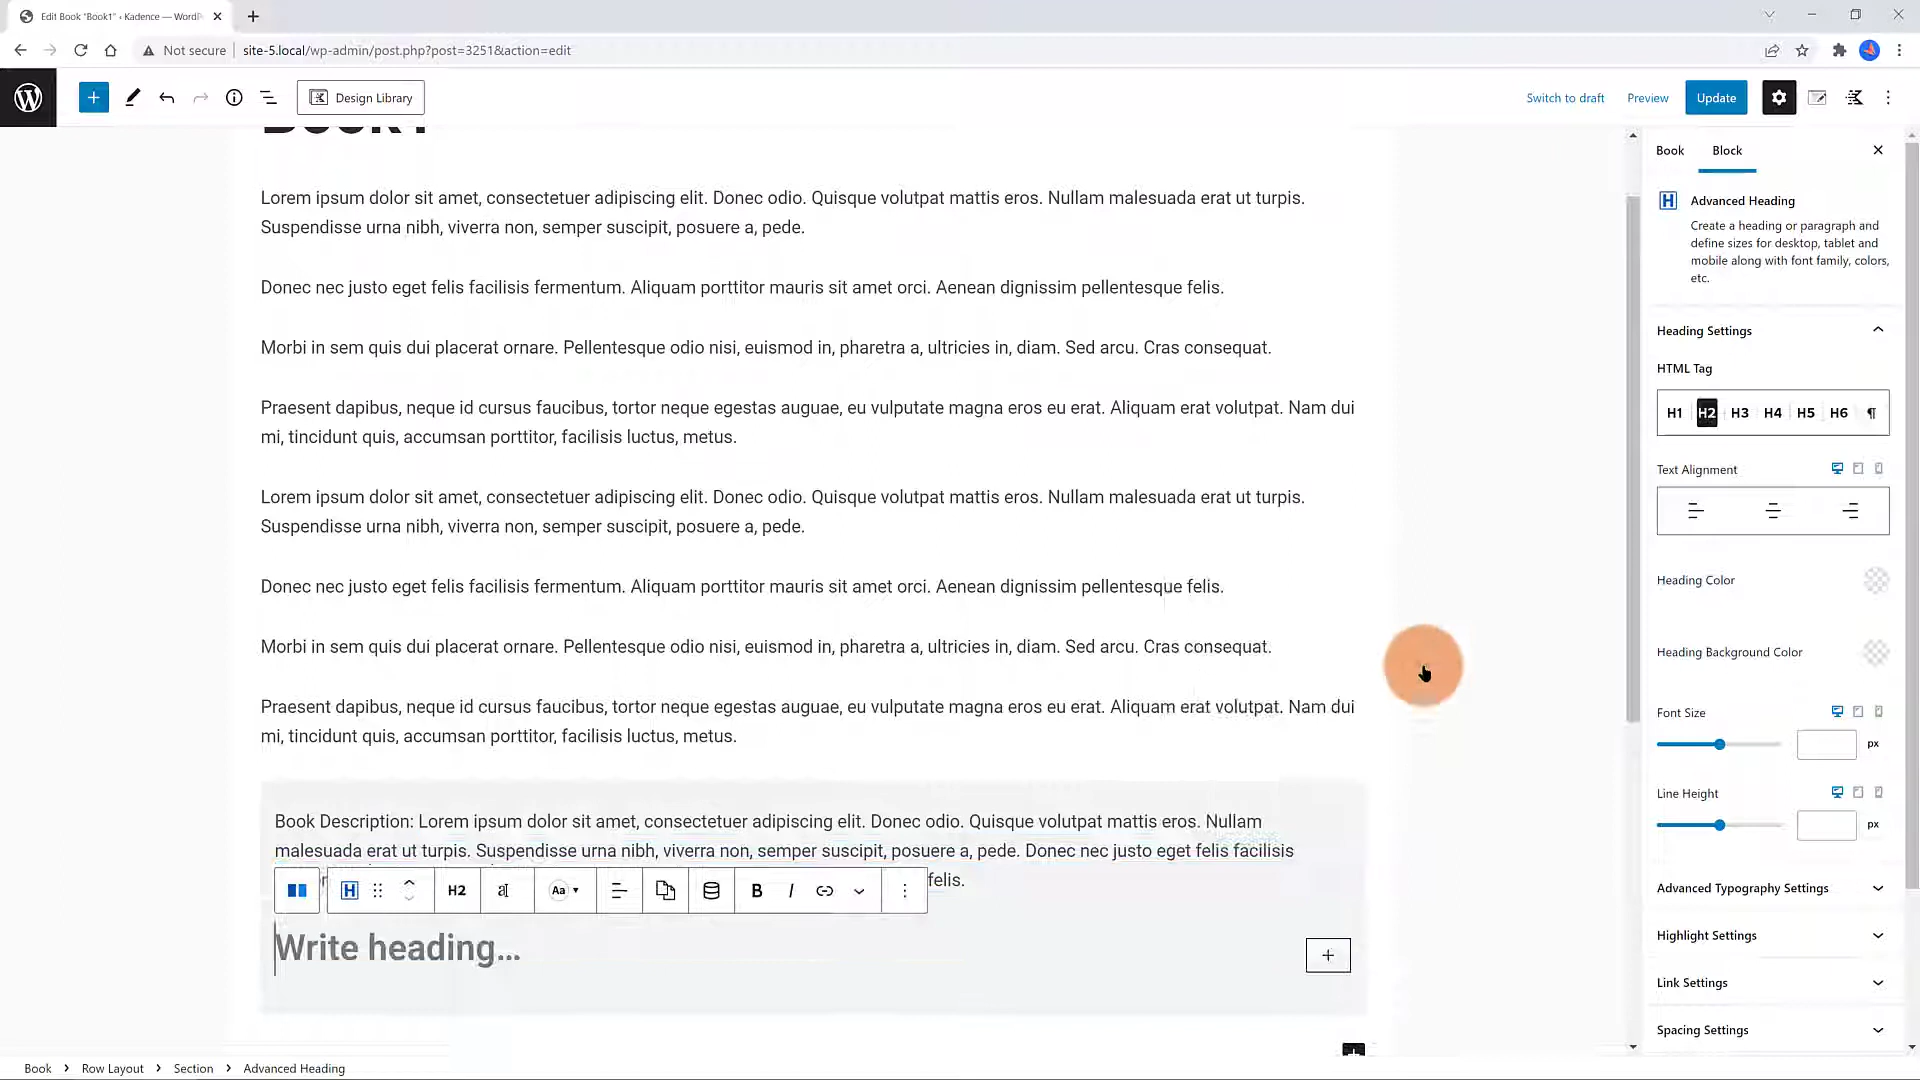 Edit Book "Book1" ‹ Kadence — WordP
Not secure
site-5.local/wp-admin/post.php?post=3251&action=edit
Design Library
Switch to draft
Preview
Update
Book1
Lorem ipsum dolor sit amet, consectetuer adipiscing elit. Donec odio. Quisque volutpat mattis eros. Nullam malesuada erat ut turpis.
Suspendisse urna nibh, viverra non, semper suscipit, posuere a, pede.
Donec nec justo eget felis facilisis fermentum. Aliquam porttitor mauris sit amet orci. Aenean dignissim pellentesque felis.
Morbi in sem quis dui placerat ornare. Pellentesque odio nisi, euismod in, pharetra a, ultricies in, diam. Sed arcu. Cras consequat.
Praesent dapibus, neque id cursus faucibus, tortor neque egestas auguae, eu vulputate magna eros eu erat. Aliquam erat volutpat. Nam dui
mi, tincidunt quis, accumsan porttitor, facilisis luctus, metus.
Lorem ipsum dolor sit amet, consectetuer adipiscing elit. Donec odio. Quisque volutpat mattis eros. Nullam malesuada erat ut turpis.
Suspendisse urna nibh, viverra non, semper suscipit, posuere a, pede.
Donec nec justo eget felis facilisis fermentum. Aliquam porttitor mauris sit amet orci. Aenean dignissim pellentesque felis.
Morbi in sem quis dui placerat ornare. Pellentesque odio nisi, euismod in, pharetra a, ultricies in, diam. Sed arcu. Cras consequat.
Praesent dapibus, neque id cursus faucibus, tortor neque egestas auguae, eu vulputate magna eros eu erat. Aliquam erat volutpat. Nam dui
mi, tincidunt quis, accumsan porttitor, facilisis luctus, metus.
Book Description: Lorem ipsum dolor sit amet, consectetuer adipiscing elit. Donec odio. Quisque volutpat mattis eros. Nullam
malesuada erat ut turpis. Suspendisse urna nibh, viverra non, semper suscipit, posuere a, pede. Donec nec justo eget felis facilisis
felis.
H H2 Aa B I
Write heading...
Book
Block
Advanced Heading
Create a heading or paragraph and
define sizes for desktop, tablet and
mobile along with font family, colors,
etc.
Heading Settings
HTML Tag
H1 H2 H3 H4 H5 H6 ¶
Text Alignment
Heading Color
Heading Background Color
Font Size
px
Line Height
px
Advanced Typography Settings
Highlight Settings
Link Settings
Spacing Settings
Book > Row Layout > Section > Advanced Heading